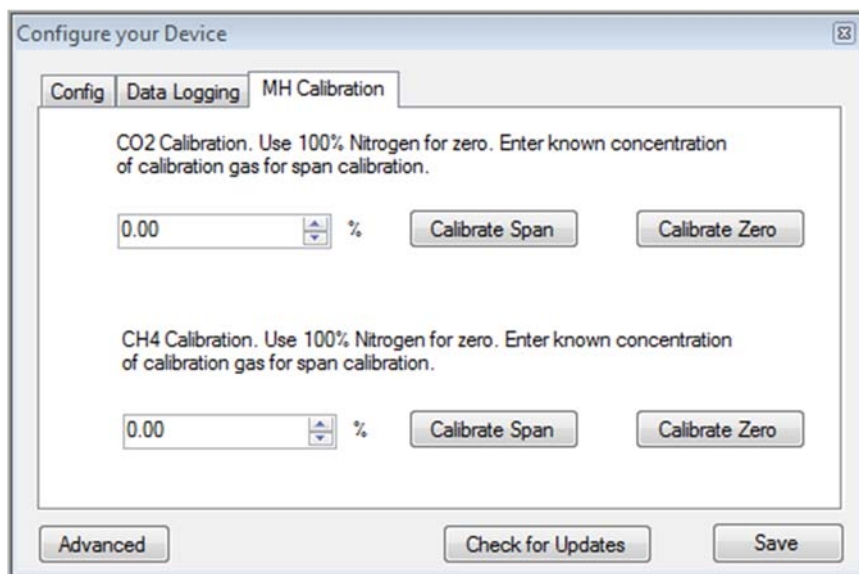 Configure your Device
Config Data Logging MH Calibration
CO2 Calibration. Use 100% Nitrogen for zero. Enter known concentration
of calibration gas for span calibration.
0.00 % Calibrate Span Calibrate Zero
CH4 Calibration. Use 100% Nitrogen for zero. Enter known concentration
of calibration gas for span calibration.
0.00 % Calibrate Span Calibrate Zero
Advanced Check for Updates Save